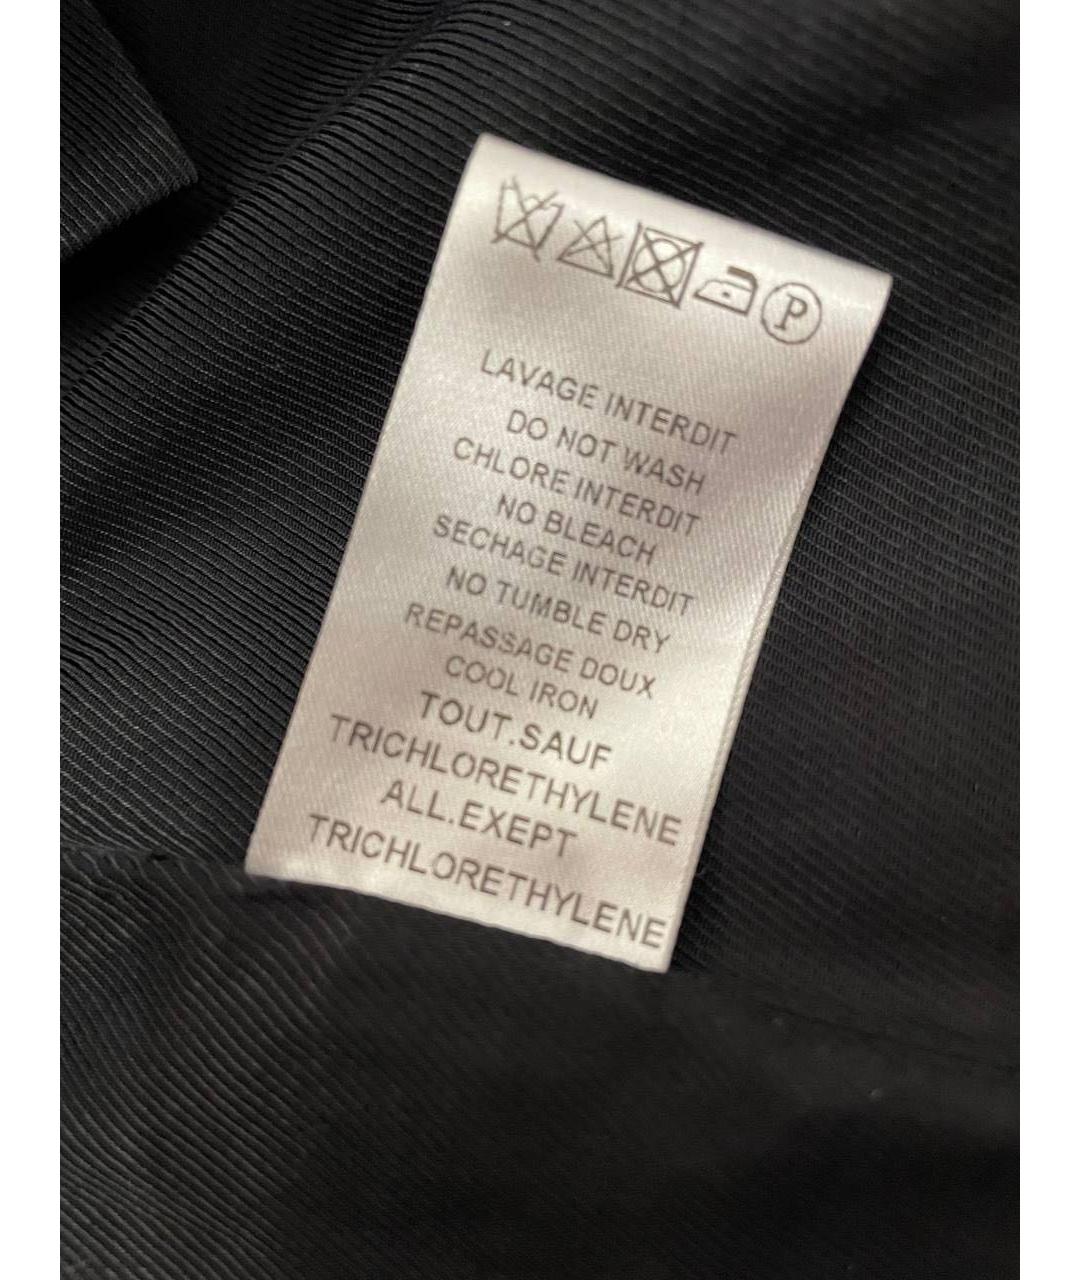 P
LAVAGE INTERDIT
DO NOT WASH
CHLORE INTERDIT
NO BLEACH
SECHAGE INTERDIT
NO TUMBLE DRY
REPASSAGE DOUX
COOL IRON
TOUT.SAUF
TRICHLORETHYLENE
ALL.EXEPT
TRICHLORETHYLENE